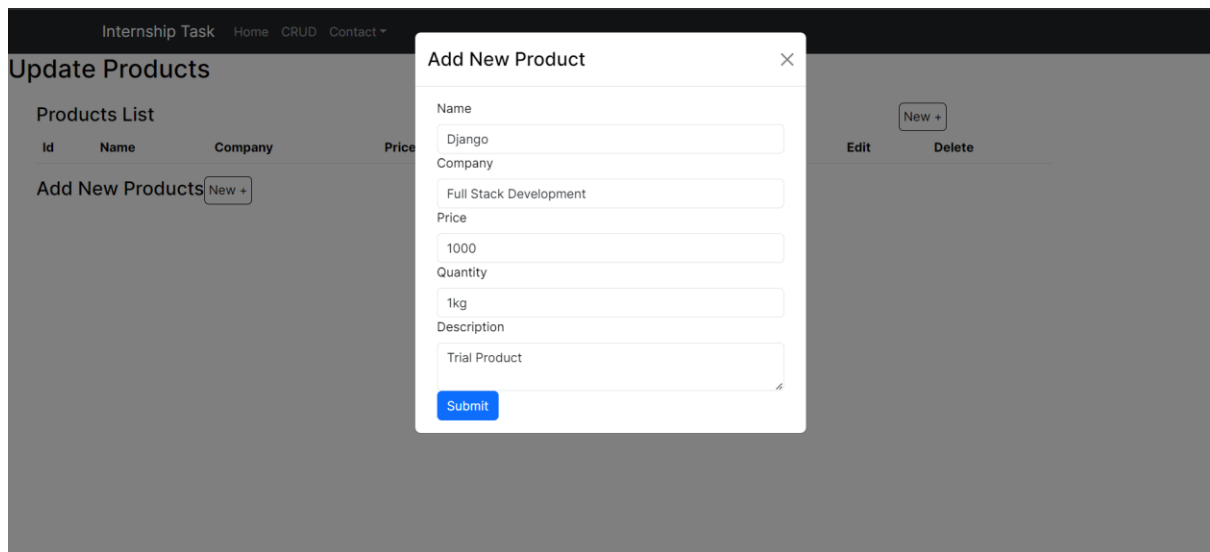 Internship Task Home CRUD Contact
Update Products
Products List New +
Id Name Company Price Edit Delete
Add New Products New +
Add New Product
Name
Django
Company
Full Stack Development
Price
1000
Quantity
1kg
Description
Trial Product
Submit